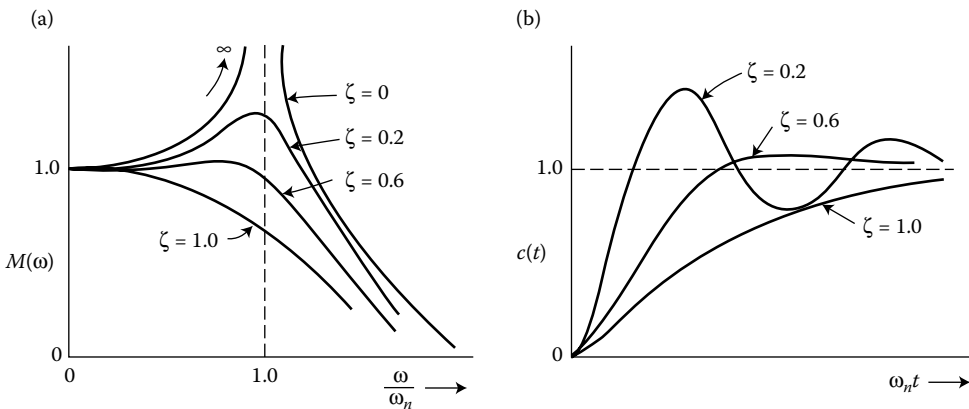 (a)
∞
ζ = 0
ζ = 0.2
1.0
ζ = 0.6
ζ = 1.0
M(ω)
0
0
1.0
ω
ωn
(b)
ζ = 0.2
ζ = 0.6
1.0
ζ = 1.0
c(t)
0
ωnt